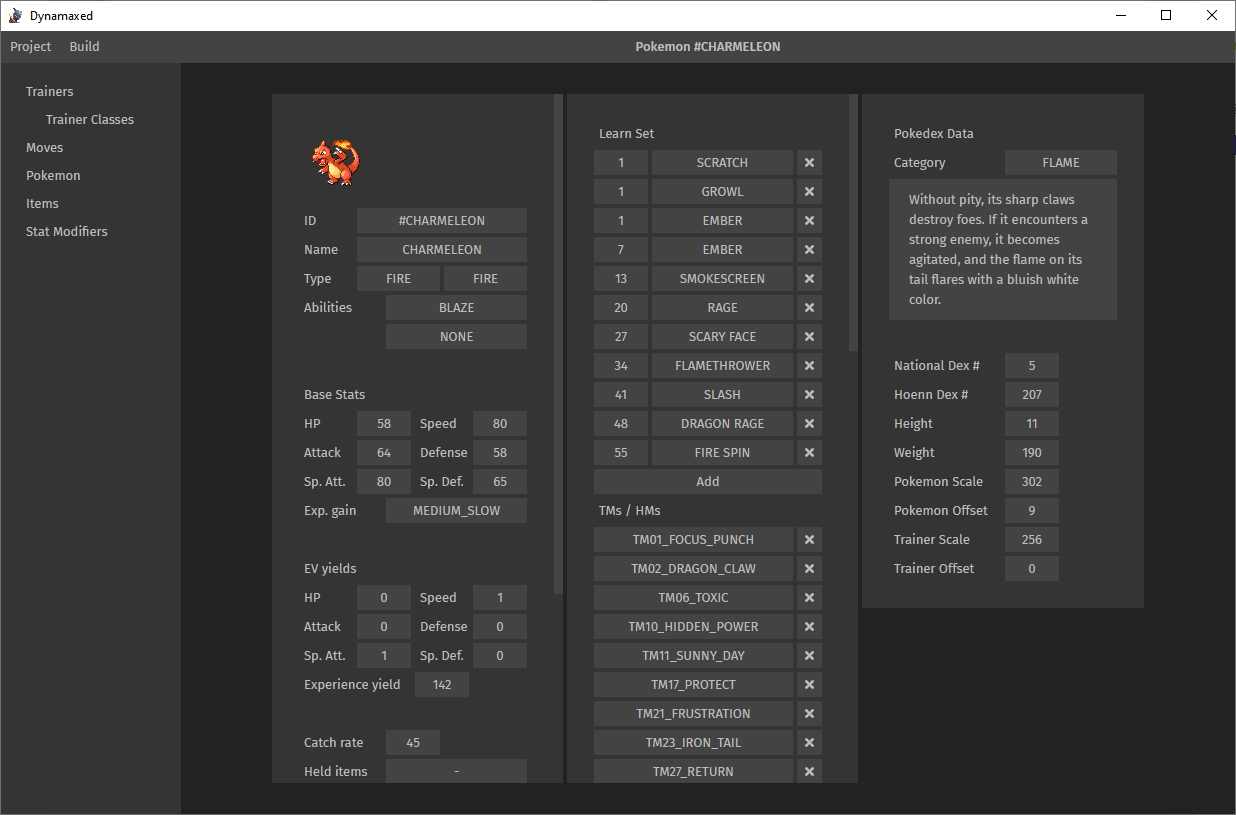 Dynamaxed
Project Build
Pokemon #CHARMELEON
Trainers
Trainer Classes
Moves
Pokemon
Items
Stat Modifiers
ID #CHARMELEON
Name CHARMELEON
Type FIRE FIRE
Abilities BLAZE
NONE
Base Stats
HP 58 Speed 80
Attack 64 Defense 58
Sp. Att. 80 Sp. Def. 65
Exp. gain MEDIUM_SLOW
EV yields
HP 0 Speed 1
Attack 0 Defense 0
Sp. Att. 1 Sp. Def. 0
Experience yield 142
Catch rate 45
Held items -
Learn Set
1 SCRATCH
1 GROWL
1 EMBER
7 EMBER
13 SMOKESCREEN
20 RAGE
27 SCARY FACE
34 FLAMETHROWER
41 SLASH
48 DRAGON RAGE
55 FIRE SPIN
Add
TMs / HMs
TM01_FOCUS_PUNCH
TM02_DRAGON_CLAW
TM06_TOXIC
TM10_HIDDEN_POWER
TM11_SUNNY_DAY
TM17_PROTECT
TM21_FRUSTRATION
TM23_IRON_TAIL
TM27_RETURN
Pokedex Data
Category FLAME
Without pity, its sharp claws
destroy foes. If it encounters a
strong enemy, it becomes
agitated, and the flame on its
tail flares with a bluish white
color.
National Dex # 5
Hoenn Dex # 207
Height 11
Weight 190
Pokemon Scale 302
Pokemon Offset 9
Trainer Scale 256
Trainer Offset 0